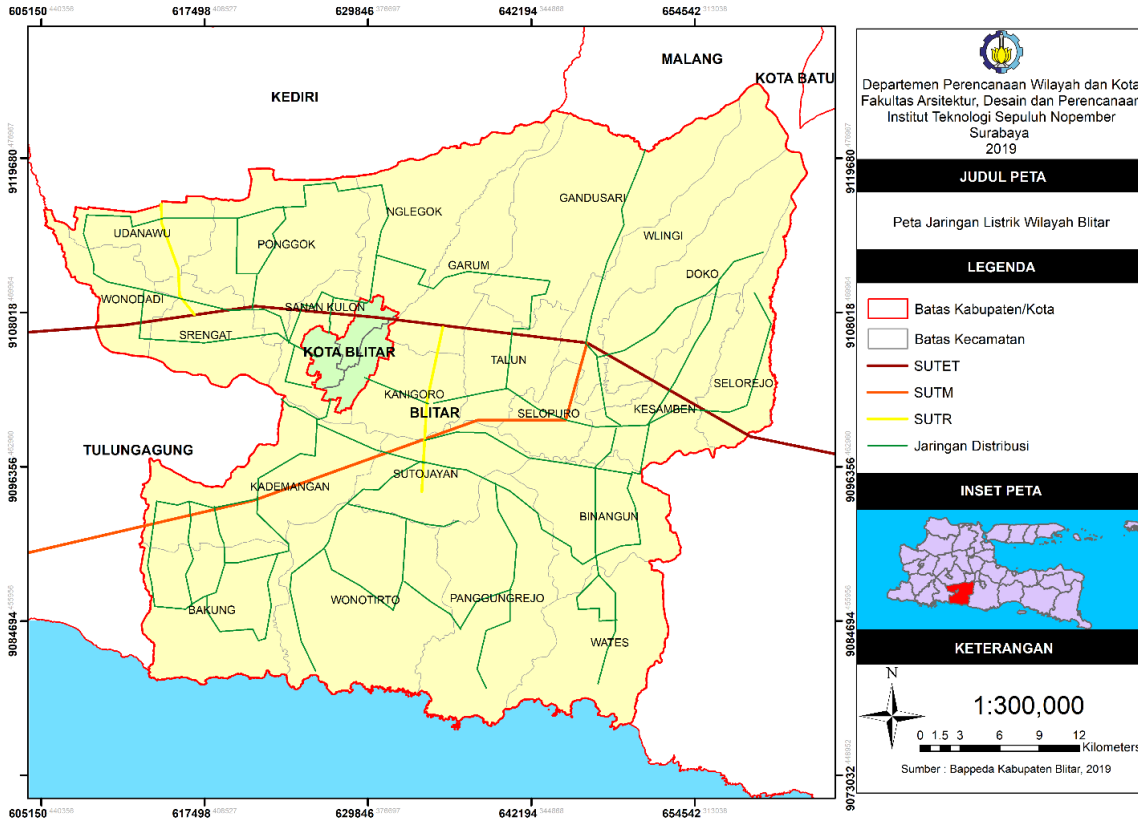 605150
617498
629846
642194
654542
MALANG
KOTA BATU
KEDIRI
9119680
9119680
GANDUSARI
NGLEGOK
UDANAWU
PONGGOK
WLINGI
GARUM
DOKO
WONODADI
SANAN KULON
9108018
9108018
SRENGAT
KOTA BLITAR
TALUN
SELOREJO
KANIGORO
BLITAR
SELOPURO
KESAMBEN
TULUNGAGUNG
9096356
9096356
SUTOJAYAN
KADEMANGAN
BINANGUN
WONOTIRTO
PANGGUNGREJO
BAKUNG
9084694
9084694
WATES
9073032
605150
617498
629846
642194
654542
Departemen Perencanaan Wilayah dan Kota
Fakultas Arsitektur, Desain dan Perencanaan
Institut Teknologi Sepuluh Nopember
Surabaya
2019
JUDUL PETA
Peta Jaringan Listrik Wilayah Blitar
LEGENDA
Batas Kabupaten/Kota
Batas Kecamatan
SUTET
SUTM
SUTR
Jaringan Distribusi
INSET PETA
KETERANGAN
N
1:300,000
0 1.5 3 6 9 12
Kilometers
Sumber : Bappeda Kabupaten Blitar, 2019